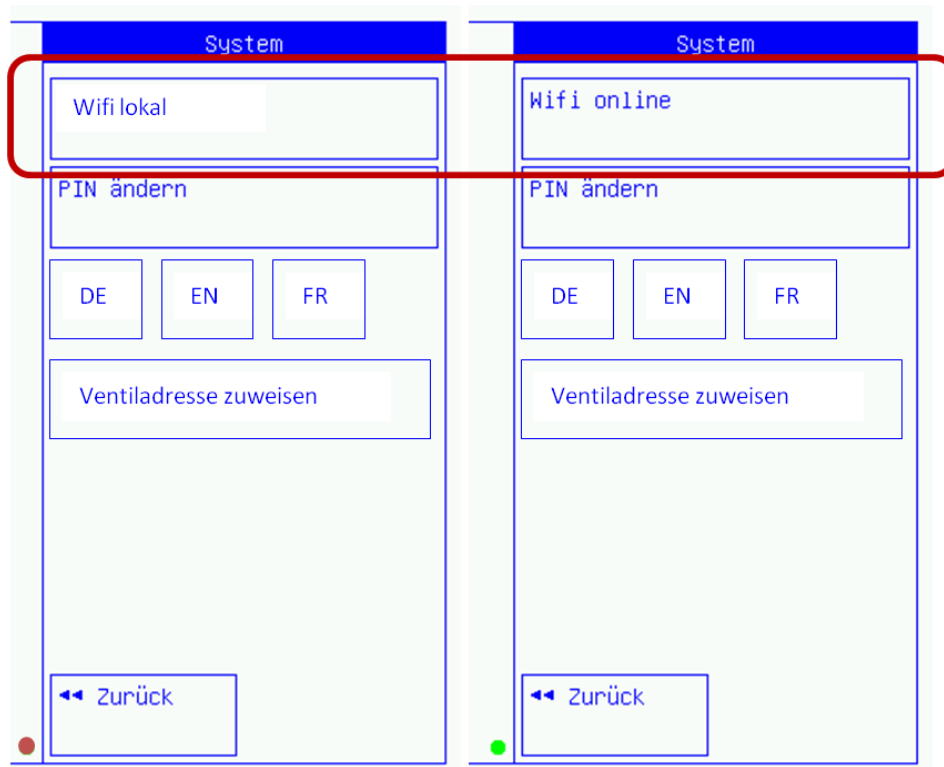 System
Wifi lokal
PIN ändern
DE EN FR
Ventiladresse zuweisen
◄◄ Zurück
System
Wifi online
PIN ändern
DE EN FR
Ventiladresse zuweisen
◄◄ Zurück